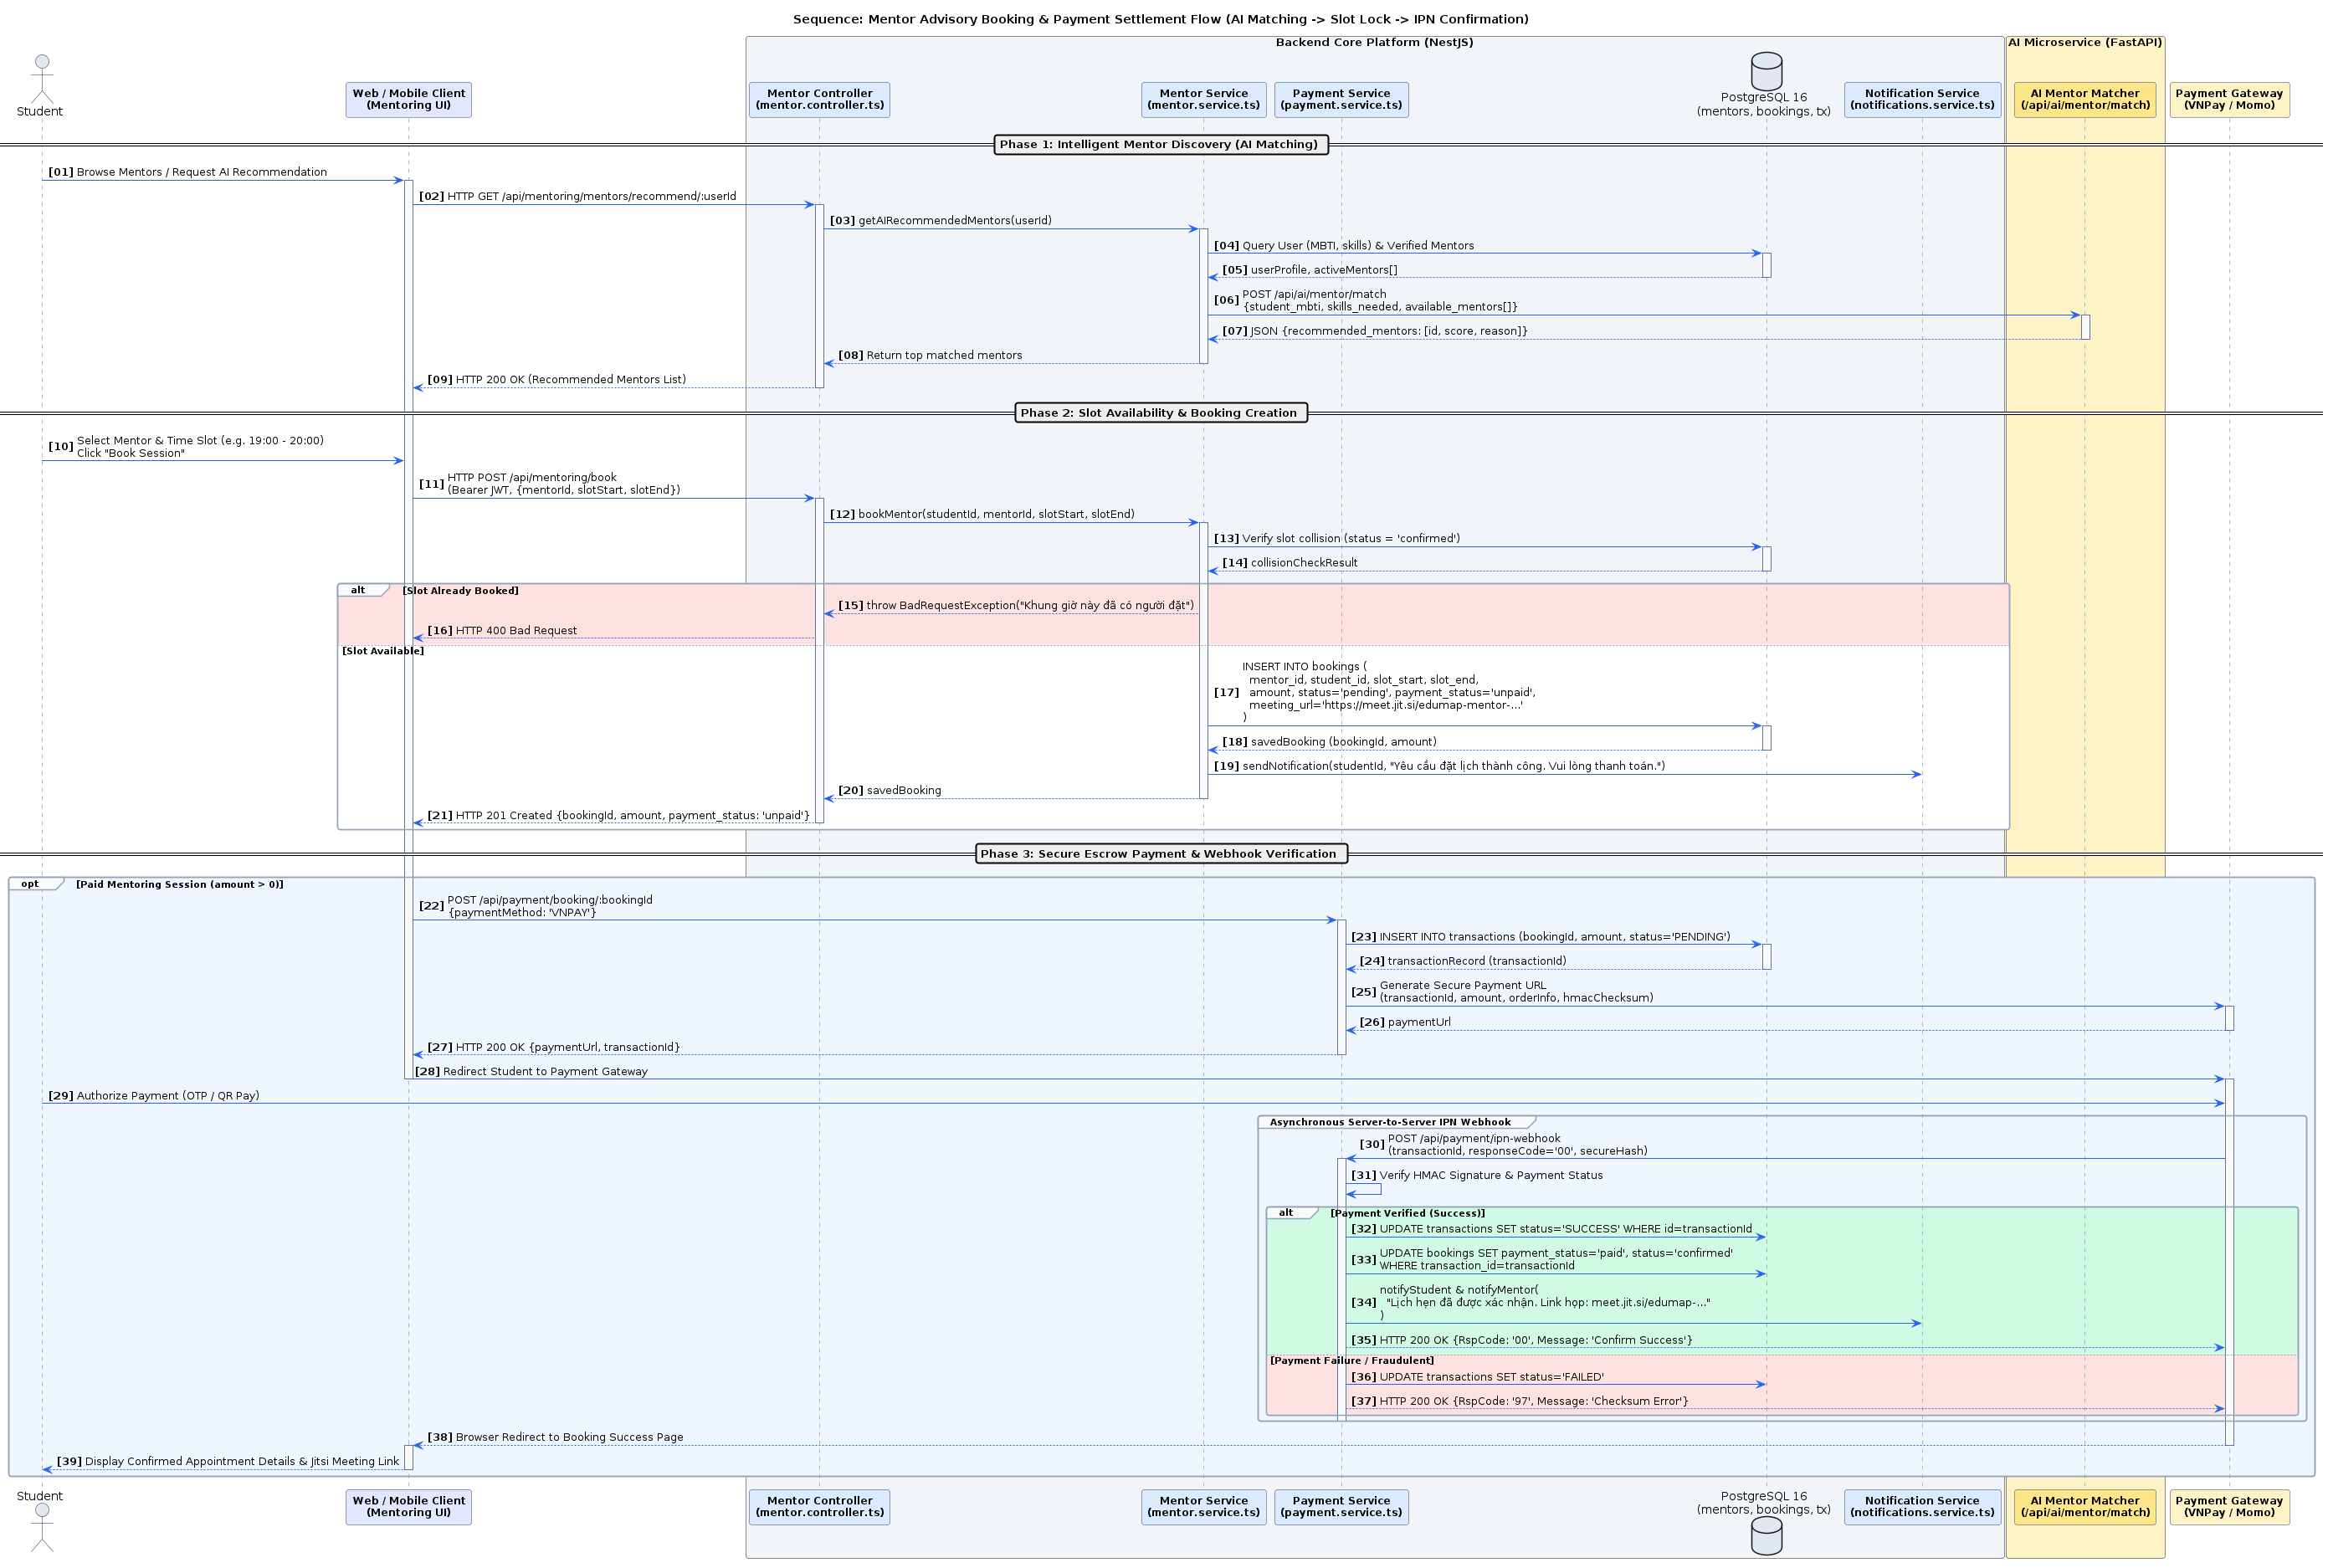 Sequence: Mentor Advisory Booking & Payment Settlement Flow (AI Matching -> Slot Lock -> IPN Confirmation)
Backend Core Platform (NestJS)
AI Microservice (FastAPI)
Student
Web / Mobile Client
(Mentoring UI)
Mentor Controller
(mentor.controller.ts)
Mentor Service
(mentor.service.ts)
Payment Service
(payment.service.ts)
PostgreSQL 16
(mentors, bookings, tx)
Notification Service
(notifications.service.ts)
AI Mentor Matcher
(/api/ai/mentor/match)
Payment Gateway
(VNPay / Momo)
Phase 1: Intelligent Mentor Discovery (AI Matching)
[01] Browse Mentors / Request AI Recommendation
[02] HTTP GET /api/mentoring/mentors/recommend/:userId
[03] getAIRecommendedMentors(userId)
[04] Query User (MBTI, skills) & Verified Mentors
[05] userProfile, activeMentors[]
[06] POST /api/ai/mentor/match
{student_mbti, skills_needed, available_mentors[]}
[07] JSON {recommended_mentors: [id, score, reason]}
[08] Return top matched mentors
[09] HTTP 200 OK (Recommended Mentors List)
Phase 2: Slot Availability & Booking Creation
[10] Select Mentor & Time Slot (e.g. 19:00 - 20:00)
Click "Book Session"
[11] HTTP POST /api/mentoring/book
(Bearer JWT, {mentorId, slotStart, slotEnd})
[12] bookMentor(studentId, mentorId, slotStart, slotEnd)
[13] Verify slot collision (status = 'confirmed')
[14] collisionCheckResult
alt [Slot Already Booked]
[15] throw BadRequestException("Khung giờ này đã có người đặt")
[16] HTTP 400 Bad Request
[Slot Available]
[17] INSERT INTO bookings (
mentor_id, student_id, slot_start, slot_end,
amount, status='pending', payment_status='unpaid',
meeting_url='https://meet.jit.si/edumap-mentor-...'
)
[18] savedBooking (bookingId, amount)
[19] sendNotification(studentId, "Yêu cầu đặt lịch thành công. Vui lòng thanh toán.")
[20] savedBooking
[21] HTTP 201 Created {bookingId, amount, payment_status: 'unpaid'}
Phase 3: Secure Escrow Payment & Webhook Verification
opt [Paid Mentoring Session (amount > 0)]
[22] POST /api/payment/booking/:bookingId
{paymentMethod: 'VNPAY'}
[23] INSERT INTO transactions (bookingId, amount, status='PENDING')
[24] transactionRecord (transactionId)
[25] Generate Secure Payment URL
(transactionId, amount, orderInfo, hmacChecksum)
[26] paymentUrl
[27] HTTP 200 OK {paymentUrl, transactionId}
[28] Redirect Student to Payment Gateway
[29] Authorize Payment (OTP / QR Pay)
Asynchronous Server-to-Server IPN Webhook
[30] POST /api/payment/ipn-webhook
(transactionId, responseCode='00', secureHash)
[31] Verify HMAC Signature & Payment Status
alt [Payment Verified (Success)]
[32] UPDATE transactions SET status='SUCCESS' WHERE id=transactionId
[33] UPDATE bookings SET payment_status='paid', status='confirmed'
WHERE transaction_id=transactionId
[34] notifyStudent & notifyMentor(
"Lịch hẹn đã được xác nhận. Link họp: meet.jit.si/edumap-..."
)
[35] HTTP 200 OK {RspCode: '00', Message: 'Confirm Success'}
[Payment Failure / Fraudulent]
[36] UPDATE transactions SET status='FAILED'
[37] HTTP 200 OK {RspCode: '97', Message: 'Checksum Error'}
[38] Browser Redirect to Booking Success Page
[39] Display Confirmed Appointment Details & Jitsi Meeting Link
Student
Web / Mobile Client
(Mentoring UI)
Mentor Controller
(mentor.controller.ts)
Mentor Service
(mentor.service.ts)
Payment Service
(payment.service.ts)
PostgreSQL 16
(mentors, bookings, tx)
Notification Service
(notifications.service.ts)
AI Mentor Matcher
(/api/ai/mentor/match)
Payment Gateway
(VNPay / Momo)